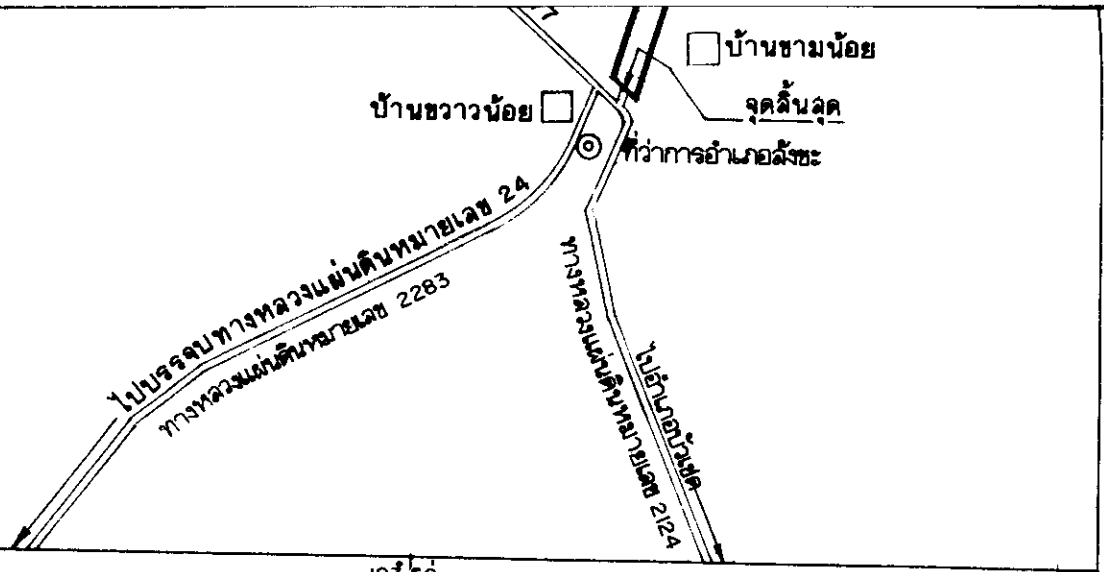 บ้านขามน้อย
บ้านขวาวน้อย
จุดสิ้นสุด
ที่ว่าการอำเภอสังขะ
ไปบรรจบทางหลวงแผ่นดินหมายเลข 24
ทางหลวงแผ่นดินหมายเลข 2283
ทางหลวงแผ่นดินหมายเลข 2124
ไปอำเภอบัวเชด